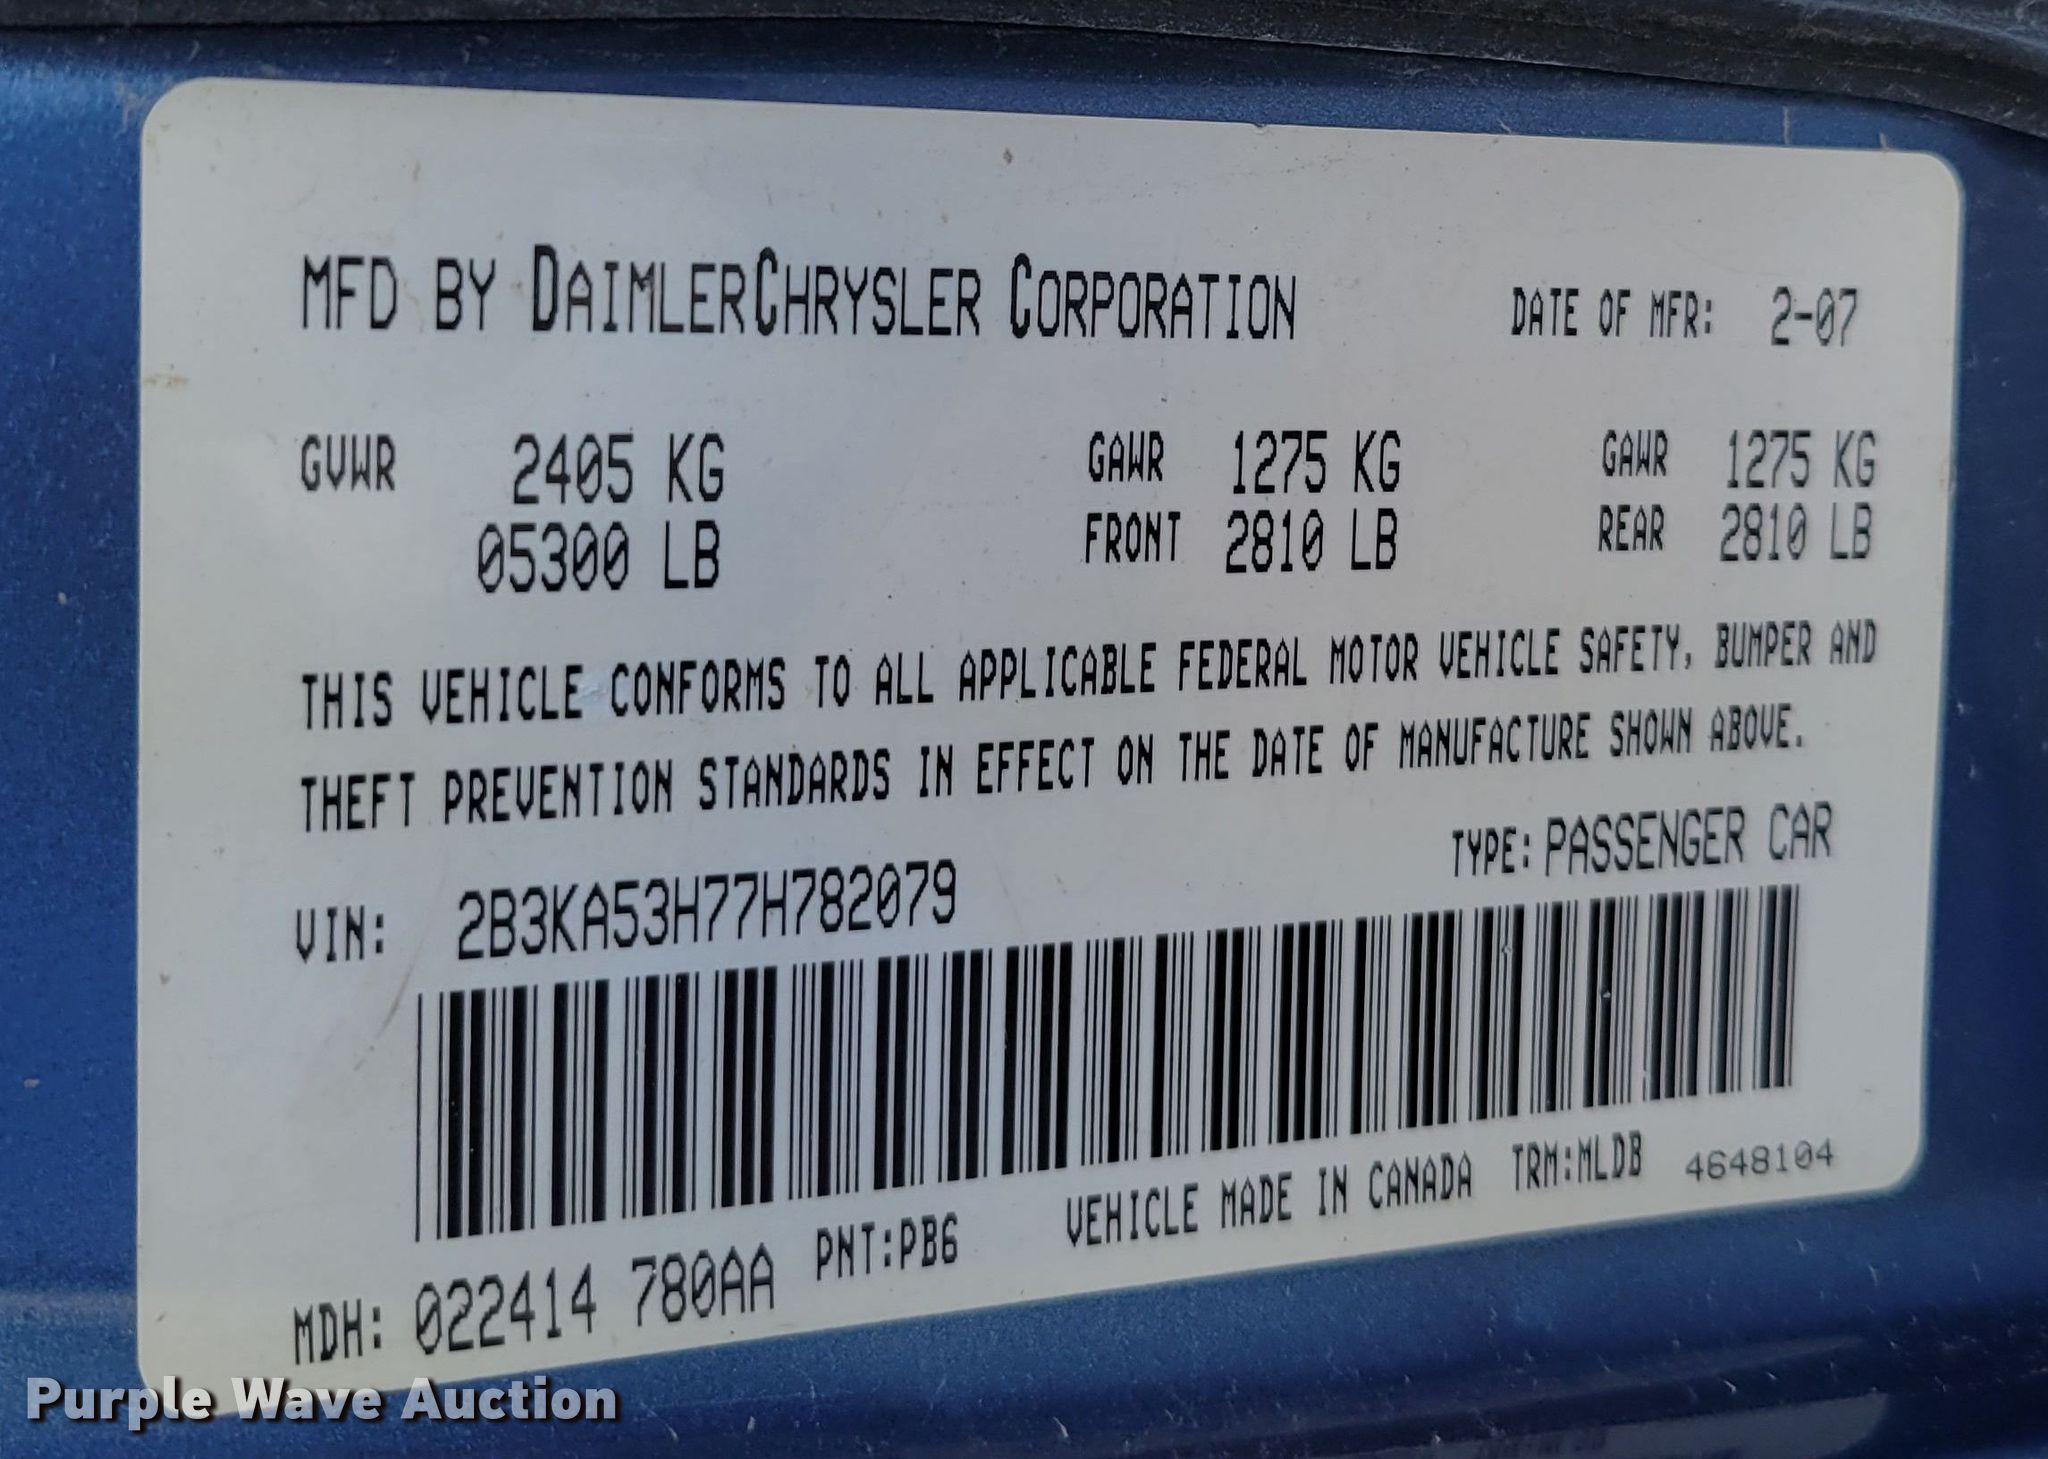 MFD BY DAIMLERCHRYSLER CORPORATION DATE OF MFR: 2-07
GVWR 2405 KG GAWR 1275 KG GAWR 1275 KG
05300 LB FRONT 2810 LB REAR 2810 LB
THIS VEHICLE CONFORMS TO ALL APPLICABLE FEDERAL MOTOR VEHICLE SAFETY, BUMPER AND
THEFT PREVENTION STANDARDS IN EFFECT ON THE DATE OF MANUFACTURE SHOWN ABOVE.
VIN: 2B3KA53H77H782079 TYPE: PASSENGER CAR
MDH: 022414 780AA PNT:PB6 VEHICLE MADE IN CANADA TRM:MLDB 4648104
Purple Wave Auction